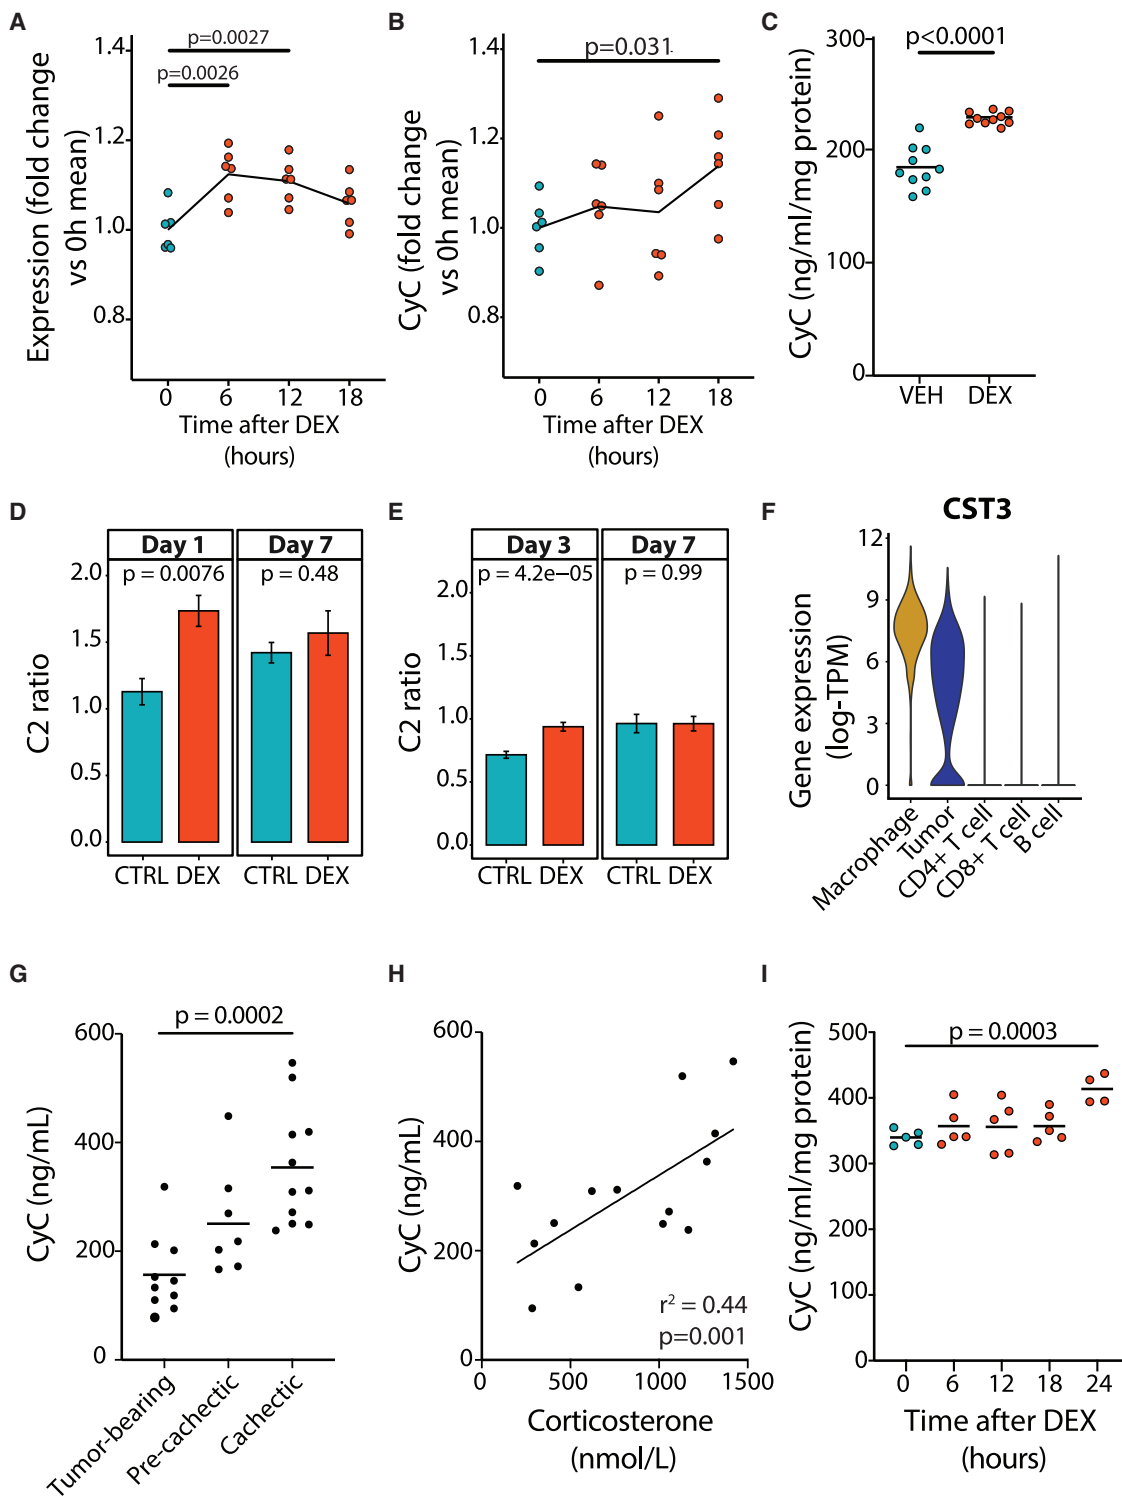 A
Expression (fold change
vs 0h mean)
1.4
1.2
1.0
0.8
p=0.0027
p=0.0026
0 6 12 18
Time after DEX
(hours)
B
CyC (fold change
vs 0h mean)
1.4
1.2
1.0
0.8
p=0.031
0 6 12 18
Time after DEX
(hours)
C
CyC (ng/ml/mg protein)
300
200
100
0
p<0.0001
VEH DEX
D
C2 ratio
2.0
1.5
1.0
0.5
0.0
Day 1 Day 7
p = 0.0076 p = 0.48
CTRL DEX CTRL DEX
E
C2 ratio
2.0
1.5
1.0
0.5
0.0
Day 3 Day 7
p = 4.2e−05 p = 0.99
CTRL DEX CTRL DEX
F
CST3
Gene expression
(log-TPM)
12
9
6
3
0
Macrophage
Tumor
CD4+ T cell
CD8+ T cell
B cell
G
CyC (ng/mL)
600
400
200
0
p = 0.0002
Tumor-bearing
Pre-cachectic
Cachectic
H
CyC (ng/mL)
600
400
200
0
r² = 0.44
p=0.001
0 500 1000 1500
Corticosterone
(nmol/L)
I
CyC (ng/ml/mg protein)
500
400
300
200
100
0
p = 0.0003
0 6 12 18 24
Time after DEX
(hours)